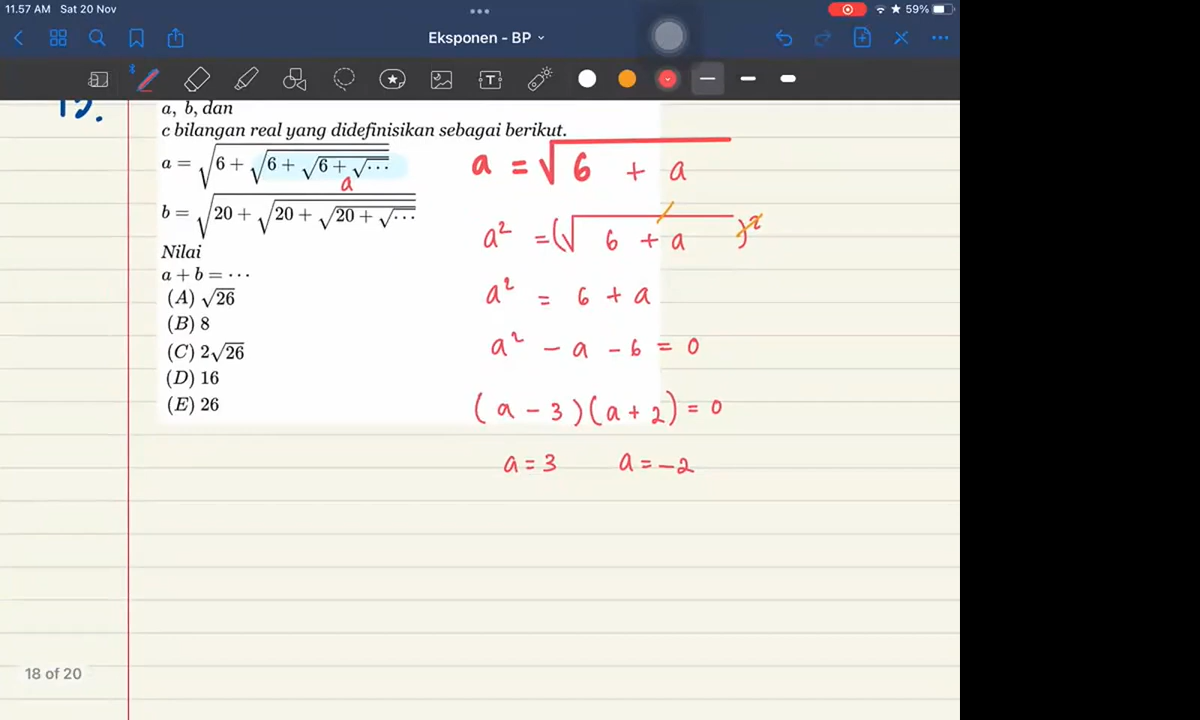 11.57 AM Sat 20 Nov
59%
Eksponen - BP
15.
a, b, dan
c bilangan real yang didefinisikan sebagai berikut.
a = √(6 + √(6 + √(6 + √⋯)))
a
b = √(20 + √(20 + √(20 + √⋯)))
Nilai
a + b = ⋯
(A) √26
(B) 8
(C) 2√26
(D) 16
(E) 26
a = √(6 + a)
a² = (√(6 + a))²
a² = 6 + a
a² - a - 6 = 0
(a - 3)(a + 2) = 0
a = 3 a = -2
18 of 20